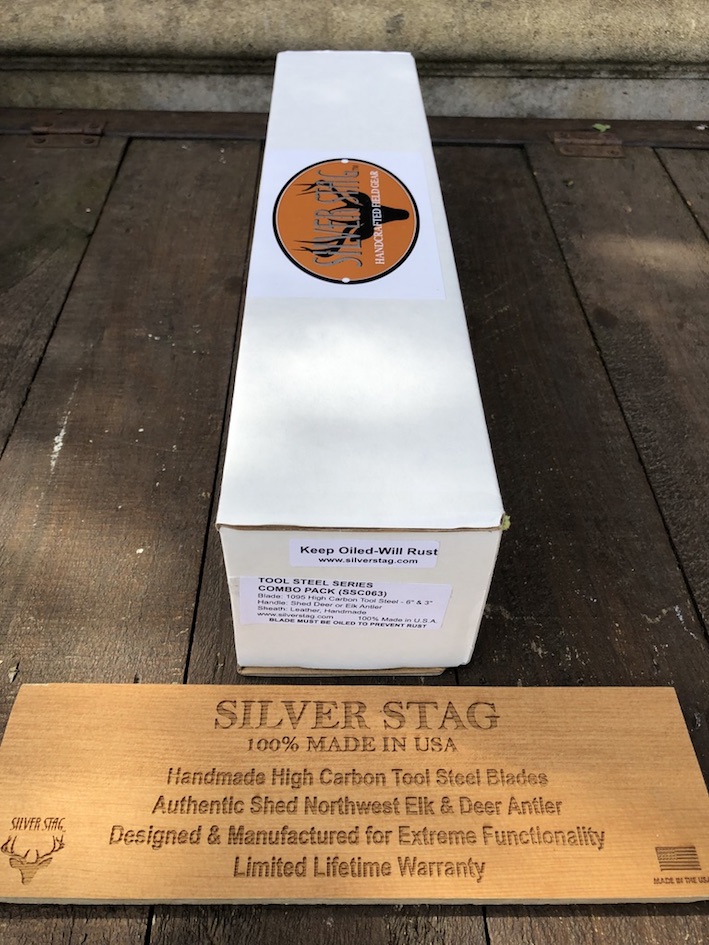 SILVER STAG
HANDCRAFTED FIELD GEAR
Keep Oiled-Will Rust
www.silverstag.com
TOOL STEEL SERIES
COMBO PACK (SSC063)
Blade: 1095 High Carbon Tool Steel - 8" & 3"
Handle: Shed Deer or Elk Antler
Sheath: Leather, Handmade
www.silverstag.com 100% Made in U.S.A.
BLADE MUST BE OILED TO PREVENT RUST
SILVER STAG
100% MADE IN USA
Handmade High Carbon Tool Steel Blades
Authentic Shed Northwest Elk & Deer Antler
Designed & Manufactured for Extreme Functionality
Limited Lifetime Warranty
SILVER STAG
MADE IN THE USA